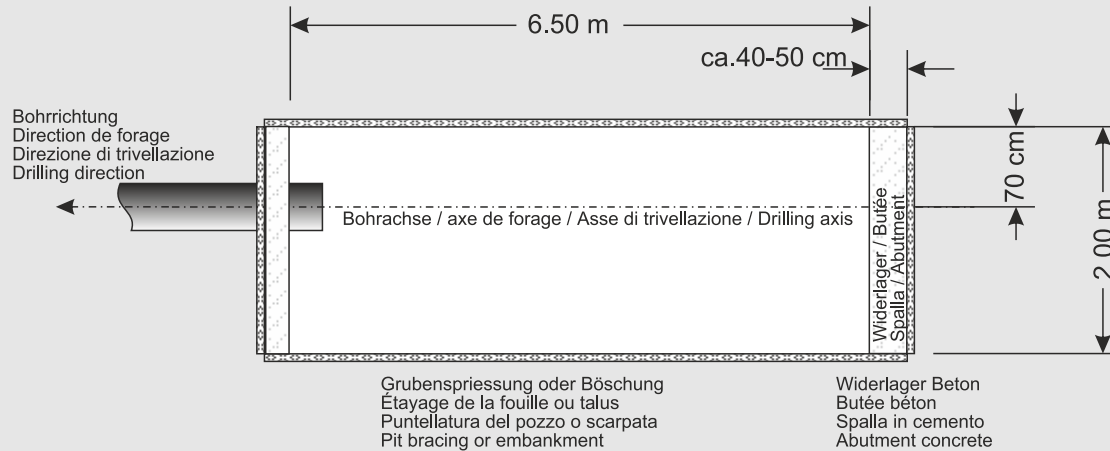 6.50 m
ca.40-50 cm
Bohrrichtung
Direction de forage
Direzione di trivellazione
Drilling direction
70 cm
2.00 m
Bohrachse / axe de forage / Asse di trivellazione / Drilling axis
Widerlager / Butée
Spalla / Abutment
Grubenspriessung oder Böschung
Étayage de la fouille ou talus
Puntellatura del pozzo o scarpata
Pit bracing or embankment
Widerlager Beton
Butée béton
Spalla in cemento
Abutment concrete